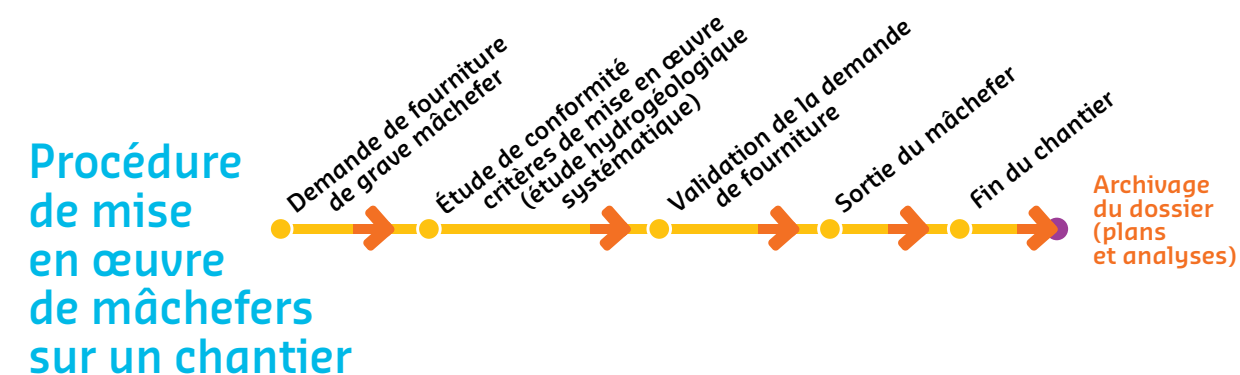 Procédure
de mise
en œuvre
de mâchefers
sur un chantier
Demande de fourniture
de grave mâchefer
Étude de conformité
critères de mise en œuvre
(étude hydrogéologique
systématique)
Validation de la demande
de fourniture
Sortie du mâchefer
Fin du chantier
Archivage
du dossier
(plans
et analyses)